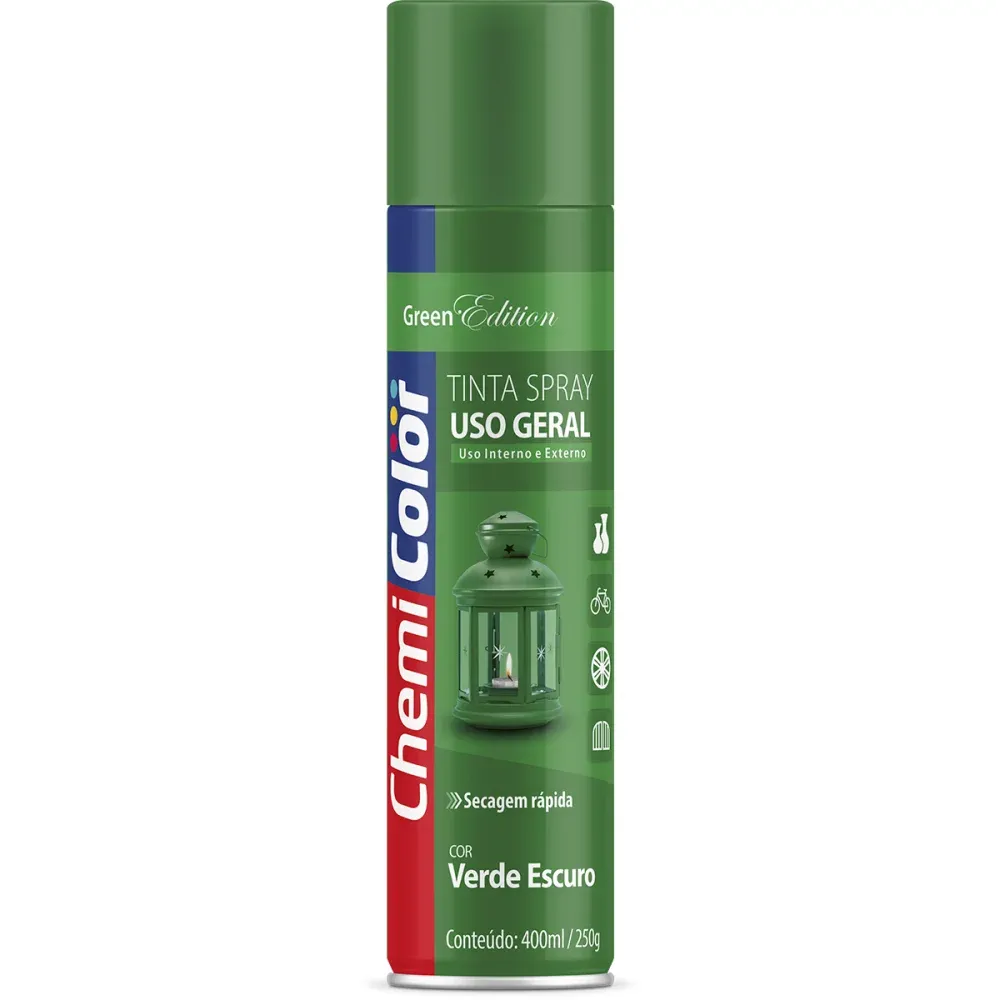 Green Edition
ChemiColor
TINTA SPRAY
USO GERAL
Uso Interno e Externo
Secagem rápida
COR
Verde Escuro
Conteúdo: 400ml / 250g